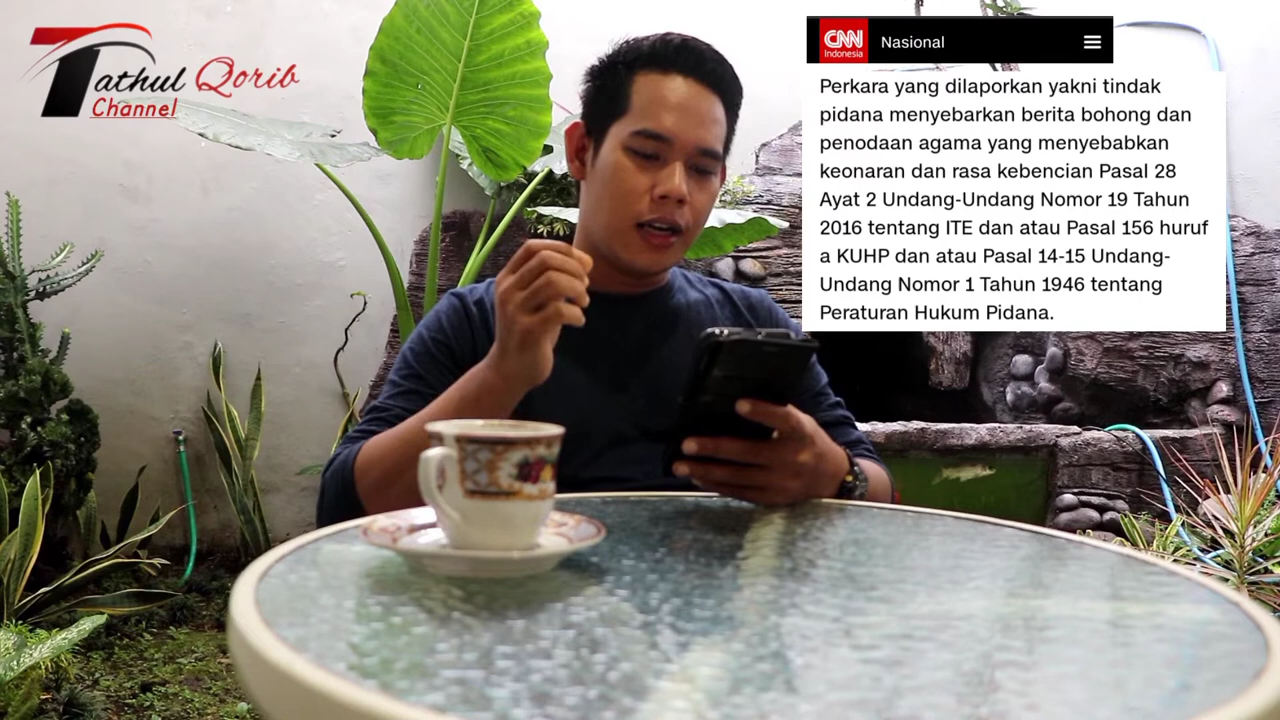 Tathul Qorib
Channel
CNN Indonesia Nasional
Perkara yang dilaporkan yakni tindak
pidana menyebarkan berita bohong dan
penodaan agama yang menyebabkan
keonaran dan rasa kebencian Pasal 28
Ayat 2 Undang-Undang Nomor 19 Tahun
2016 tentang ITE dan atau Pasal 156 huruf
a KUHP dan atau Pasal 14-15 Undang-
Undang Nomor 1 Tahun 1946 tentang
Peraturan Hukum Pidana.